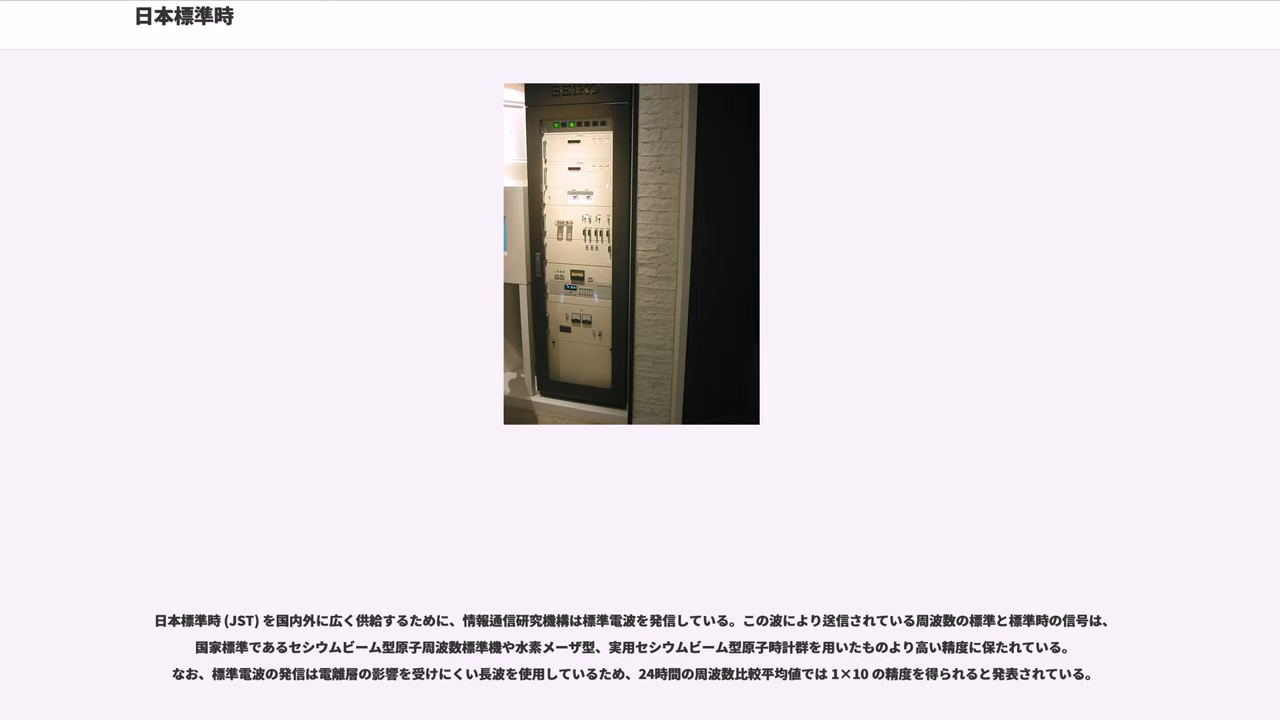 日本標準時
SEIKO
日本標準時 (JST) を国内外に広く供給するために、情報通信研究機構は標準電波を発信している。この波により送信されている周波数の標準と標準時の信号は、
国家標準であるセシウムビーム型原子周波数標準機や水素メーザ型、実用セシウムビーム型原子時計群を用いたものより高い精度に保たれている。
なお、標準電波の発信は電離層の影響を受けにくい長波を使用しているため、24時間の周波数比較平均値では 1×10 の精度を得られると発表されている。